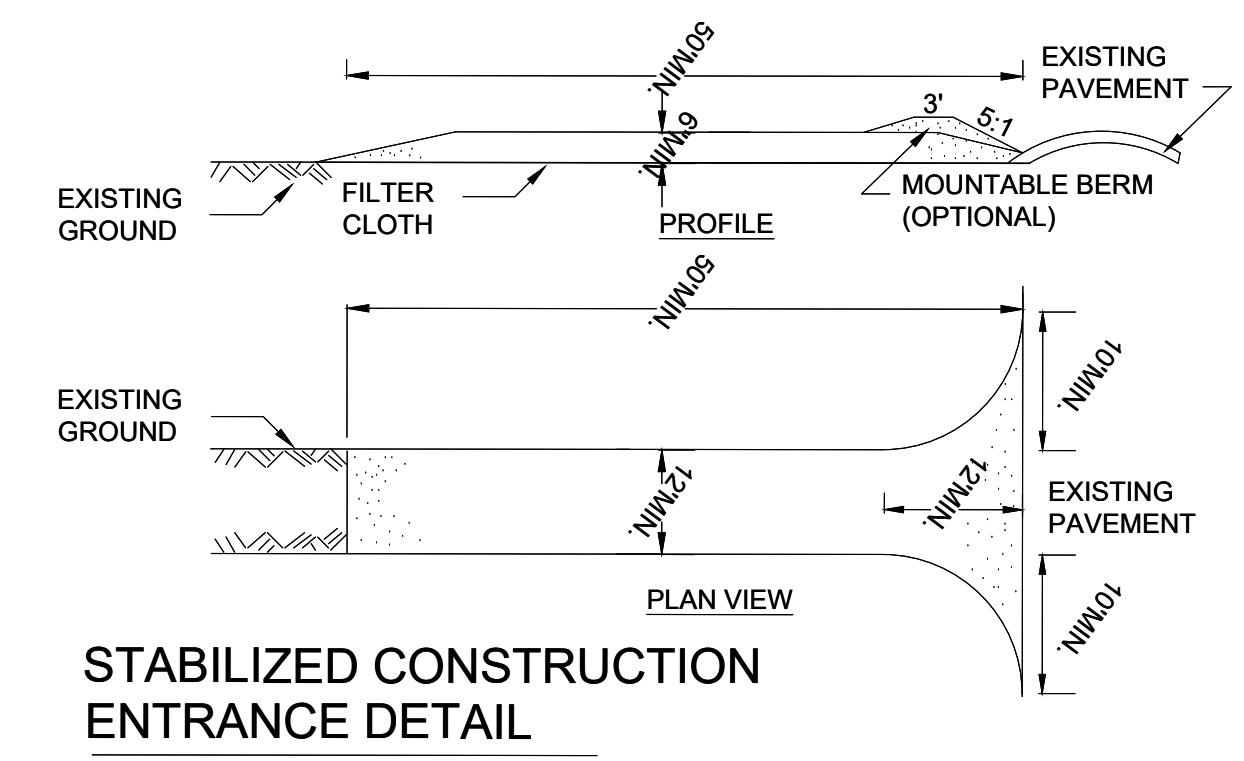 50'MIN.
EXISTING
PAVEMENT
3'
5:1
6"MIN.
EXISTING
GROUND
FILTER
CLOTH
MOUNTABLE BERM
(OPTIONAL)
PROFILE
50'MIN.
10'MIN.
EXISTING
GROUND
12'MIN.
12'MIN.
EXISTING
PAVEMENT
10'MIN.
PLAN VIEW
STABILIZED CONSTRUCTION
ENTRANCE DETAIL